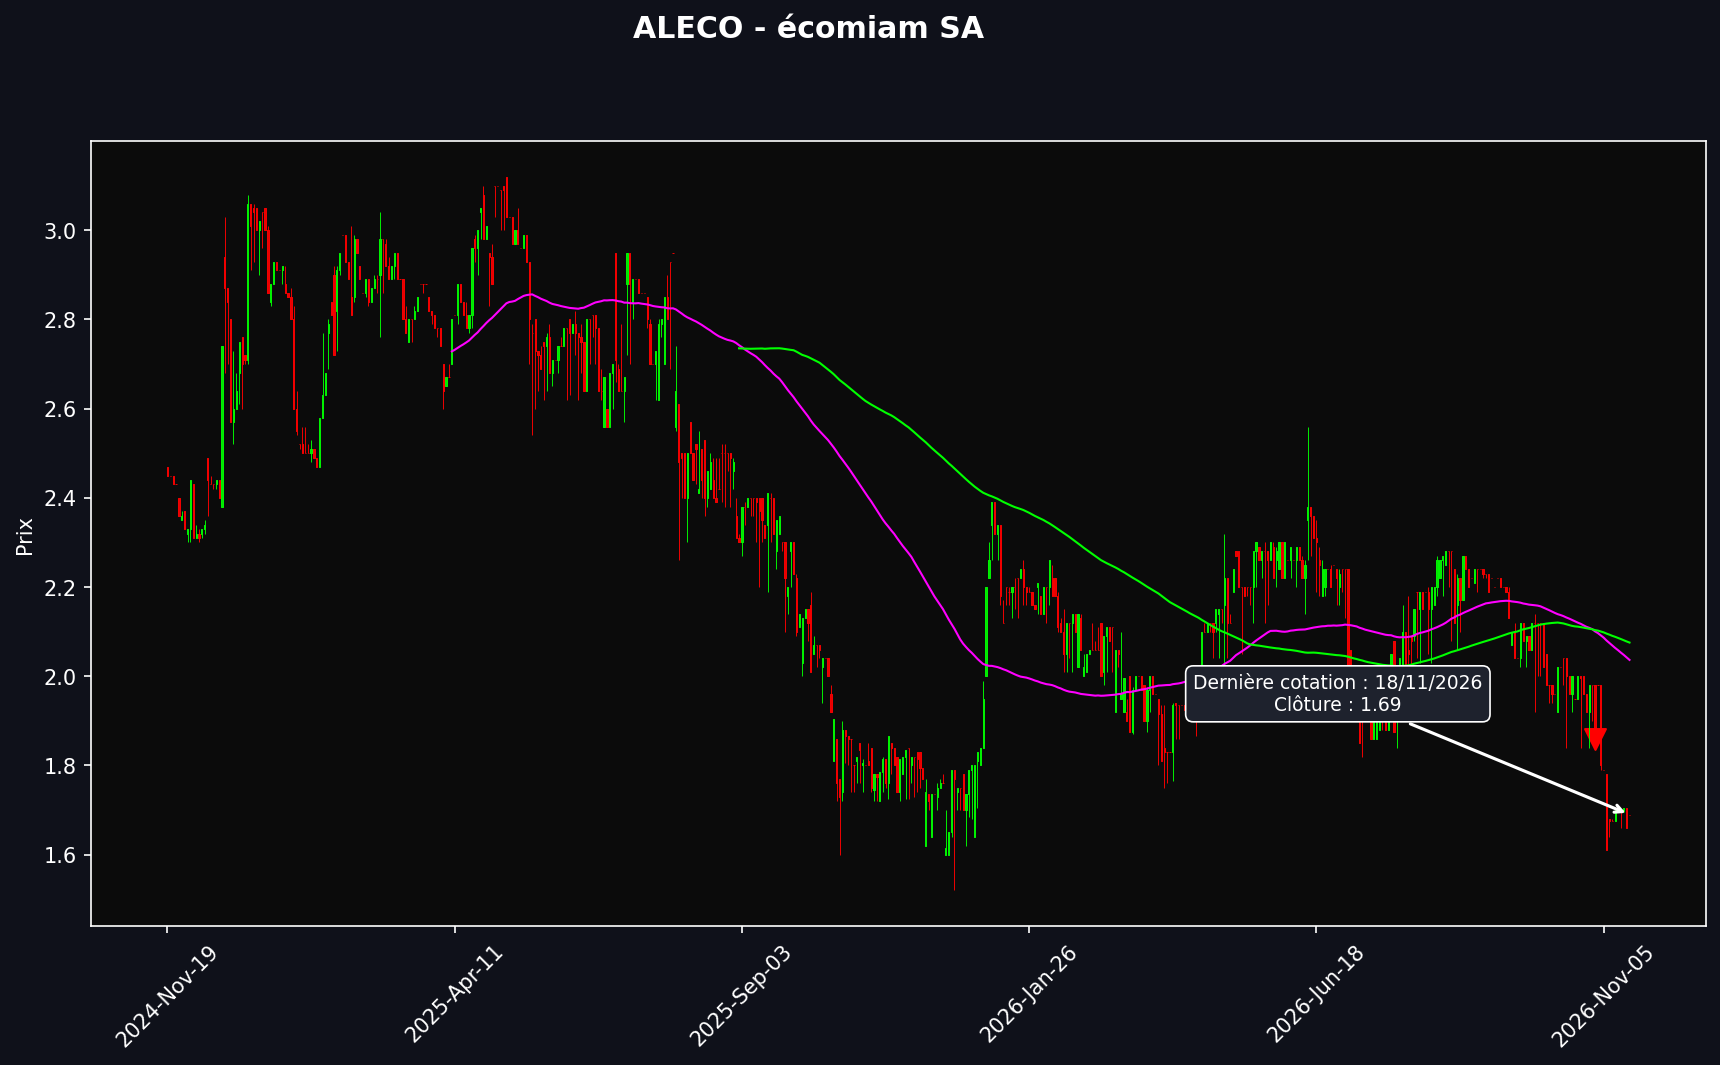 ALECO - écomiam SA
Prix
3.0
2.8
2.6
2.4
2.2
2.0
1.8
1.6
Dernière cotation : 18/11/2026
Clôture : 1.69
2024-Nov-19
2025-Apr-11
2025-Sep-03
2026-Jan-26
2026-Jun-18
2026-Nov-05